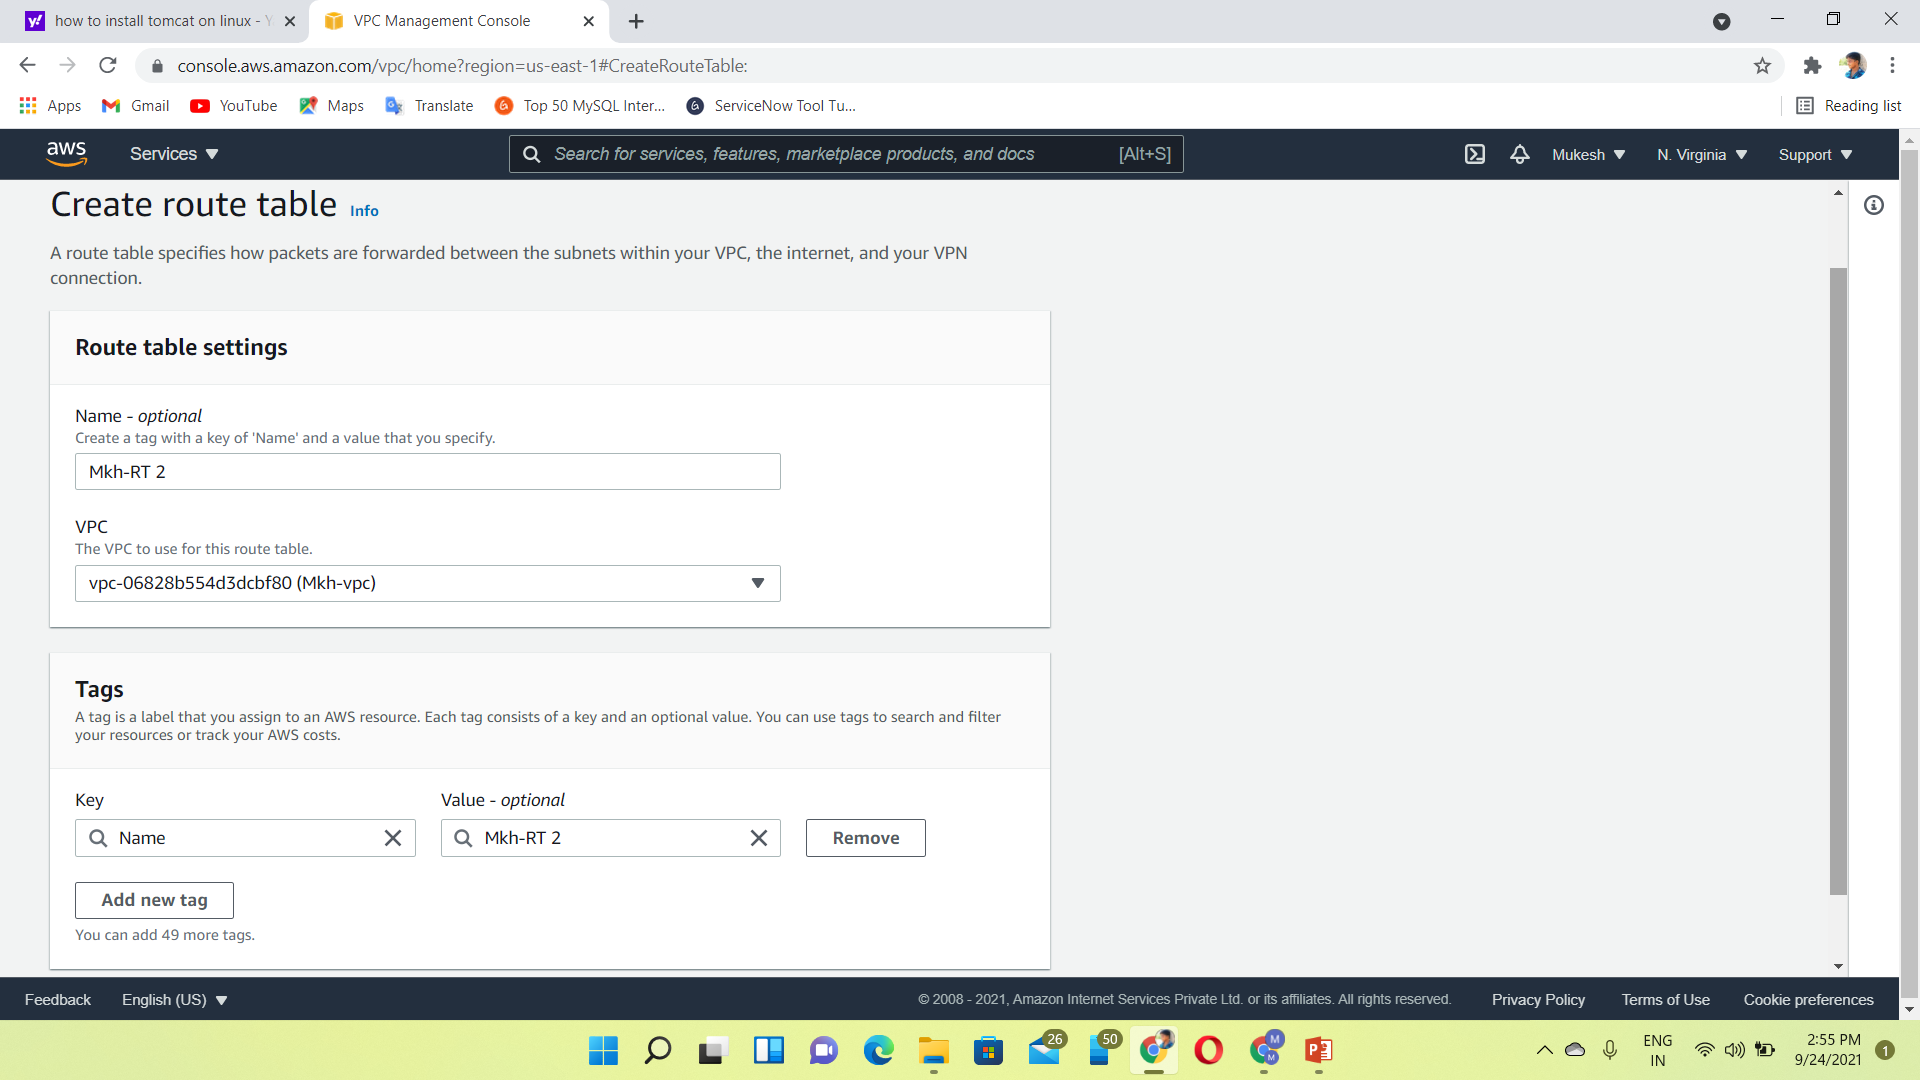 how to install tomcat on linux - Y
VPC Management Console
console.aws.amazon.com/vpc/home?region=us-east-1#CreateRouteTable:
Apps
Gmail
YouTube
Maps
Translate
Top 50 MySQL Inter...
ServiceNow Tool Tu...
Reading list
aws
Services
Search for services, features, marketplace products, and docs
[Alt+S]
Mukesh
N. Virginia
Support
Create route table
Info
A route table specifies how packets are forwarded between the subnets within your VPC, the internet, and your VPN
connection.
Route table settings
Name - optional
Create a tag with a key of 'Name' and a value that you specify.
Mkh-RT 2
VPC
The VPC to use for this route table.
vpc-06828b554d3dcbf80 (Mkh-vpc)
Tags
A tag is a label that you assign to an AWS resource. Each tag consists of a key and an optional value. You can use tags to search and filter
your resources or track your AWS costs.
Key
Value - optional
Name
Mkh-RT 2
Remove
Add new tag
You can add 49 more tags.
Feedback
English (US)
© 2008 - 2021, Amazon Internet Services Private Ltd. or its affiliates. All rights reserved.
Privacy Policy
Terms of Use
Cookie preferences
26
50
M
M
ENG
IN
2:55 PM
9/24/2021
1